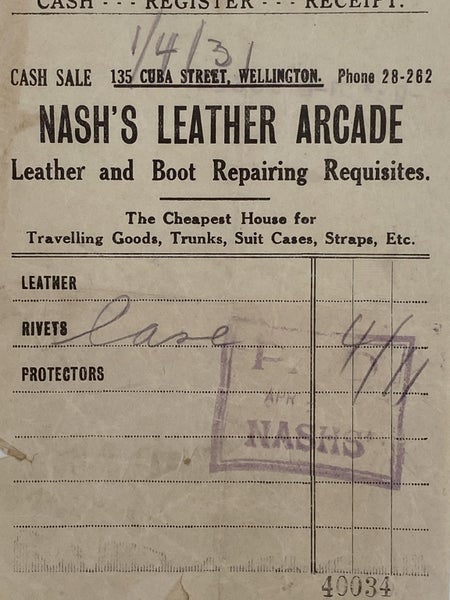 CASH - - - REGISTER - - - RECEIPT.
1/4/31
CASH SALE 135 CUBA STREET, WELLINGTON. Phone 28-262
NASH'S LEATHER ARCADE
Leather and Boot Repairing Requisites.
The Cheapest House for
Travelling Goods, Trunks, Suit Cases, Straps, Etc.
LEATHER
RIVETS Case 4/11
PROTECTORS
PAID
APR
NASH'S
40034